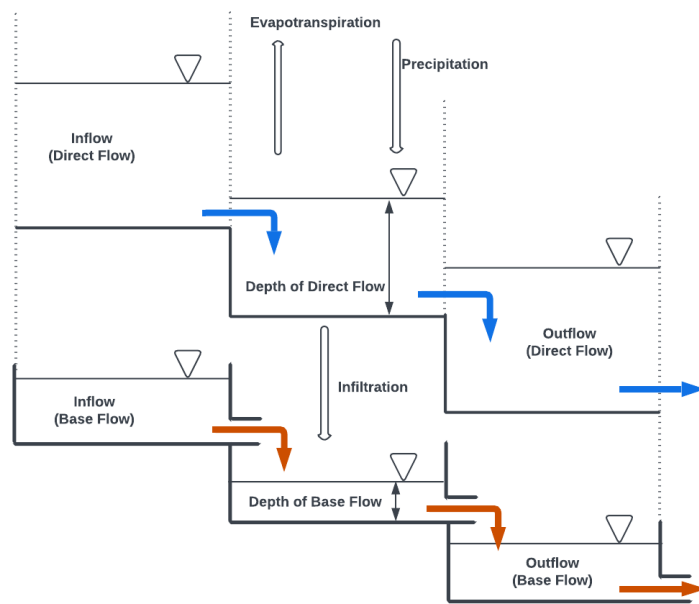 Evapotranspiration
Precipitation
Inflow
(Direct Flow)
Depth of Direct Flow
Outflow
(Direct Flow)
Infiltration
Inflow
(Base Flow)
Depth of Base Flow
Outflow
(Base Flow)